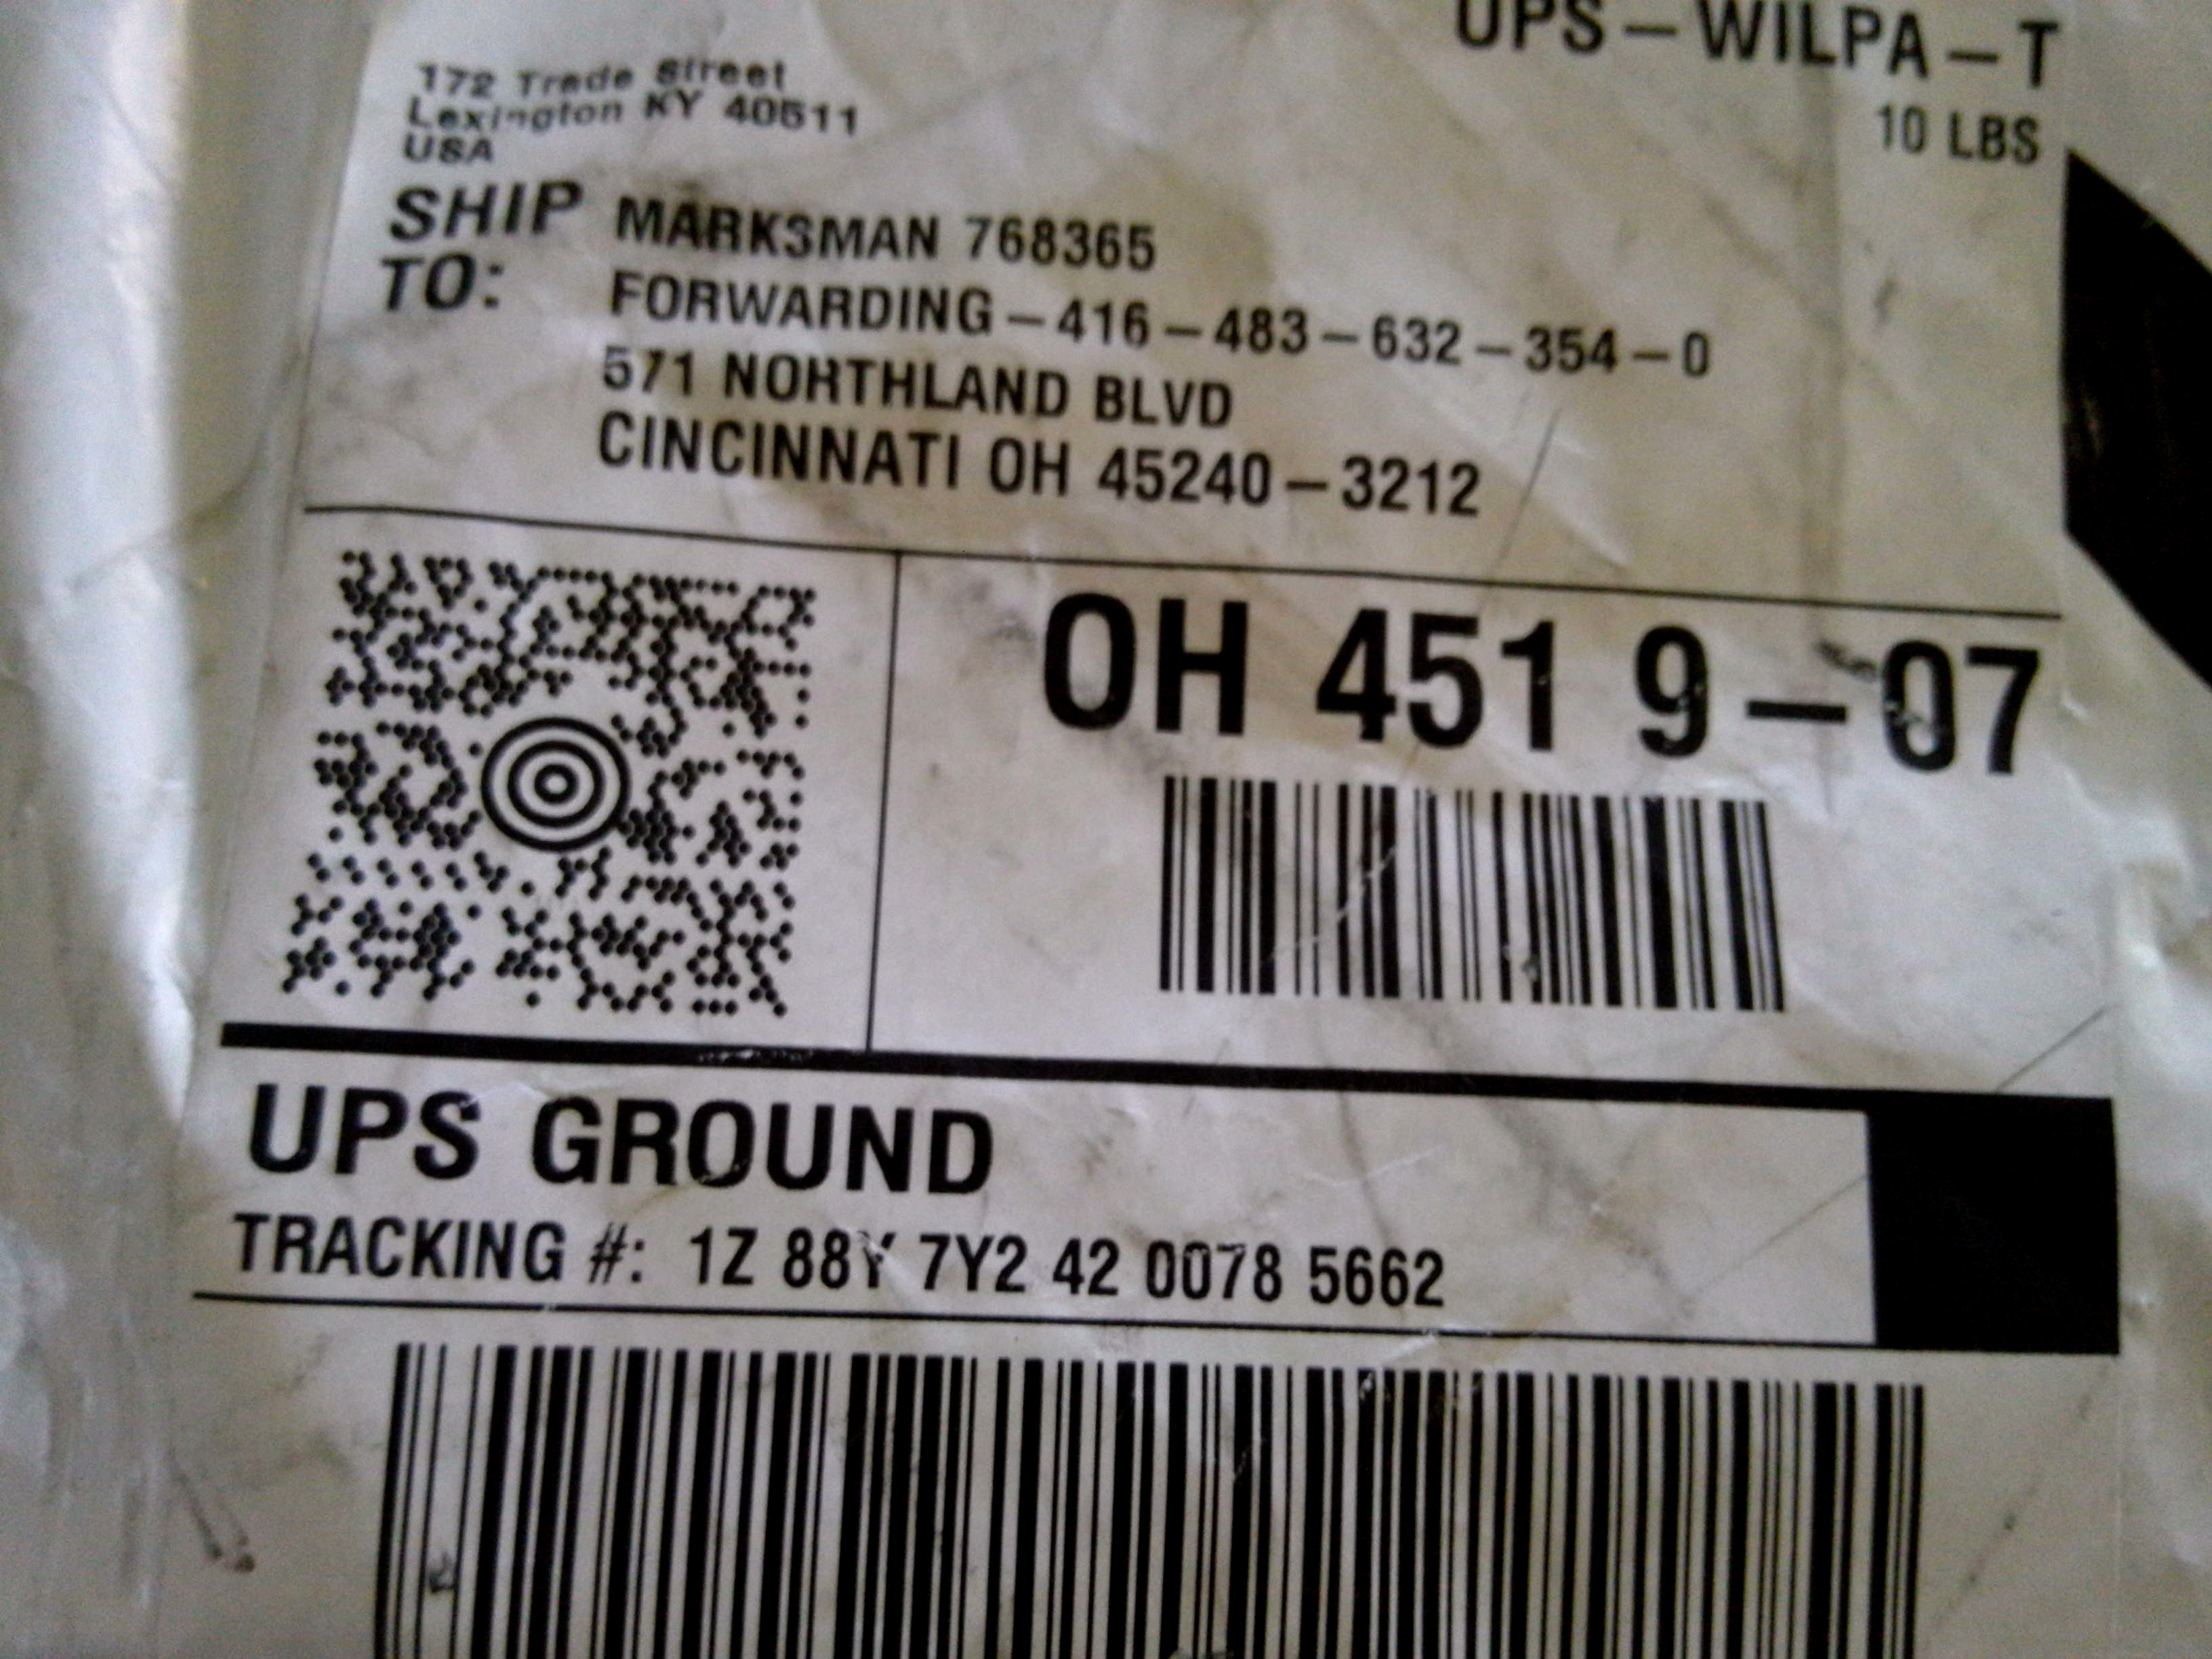 UPS-WILPA-T
10 LBS
172 Trade Street
Lexington KY 40511
USA
SHIP TO:
MARKSMAN 768365
FORWARDING-416-483-632-354-0
571 NORTHLAND BLVD
CINCINNATI OH 45240-3212
OH 451 9-07
UPS GROUND
TRACKING #: 1Z 88Y 7Y2 42 0078 5662